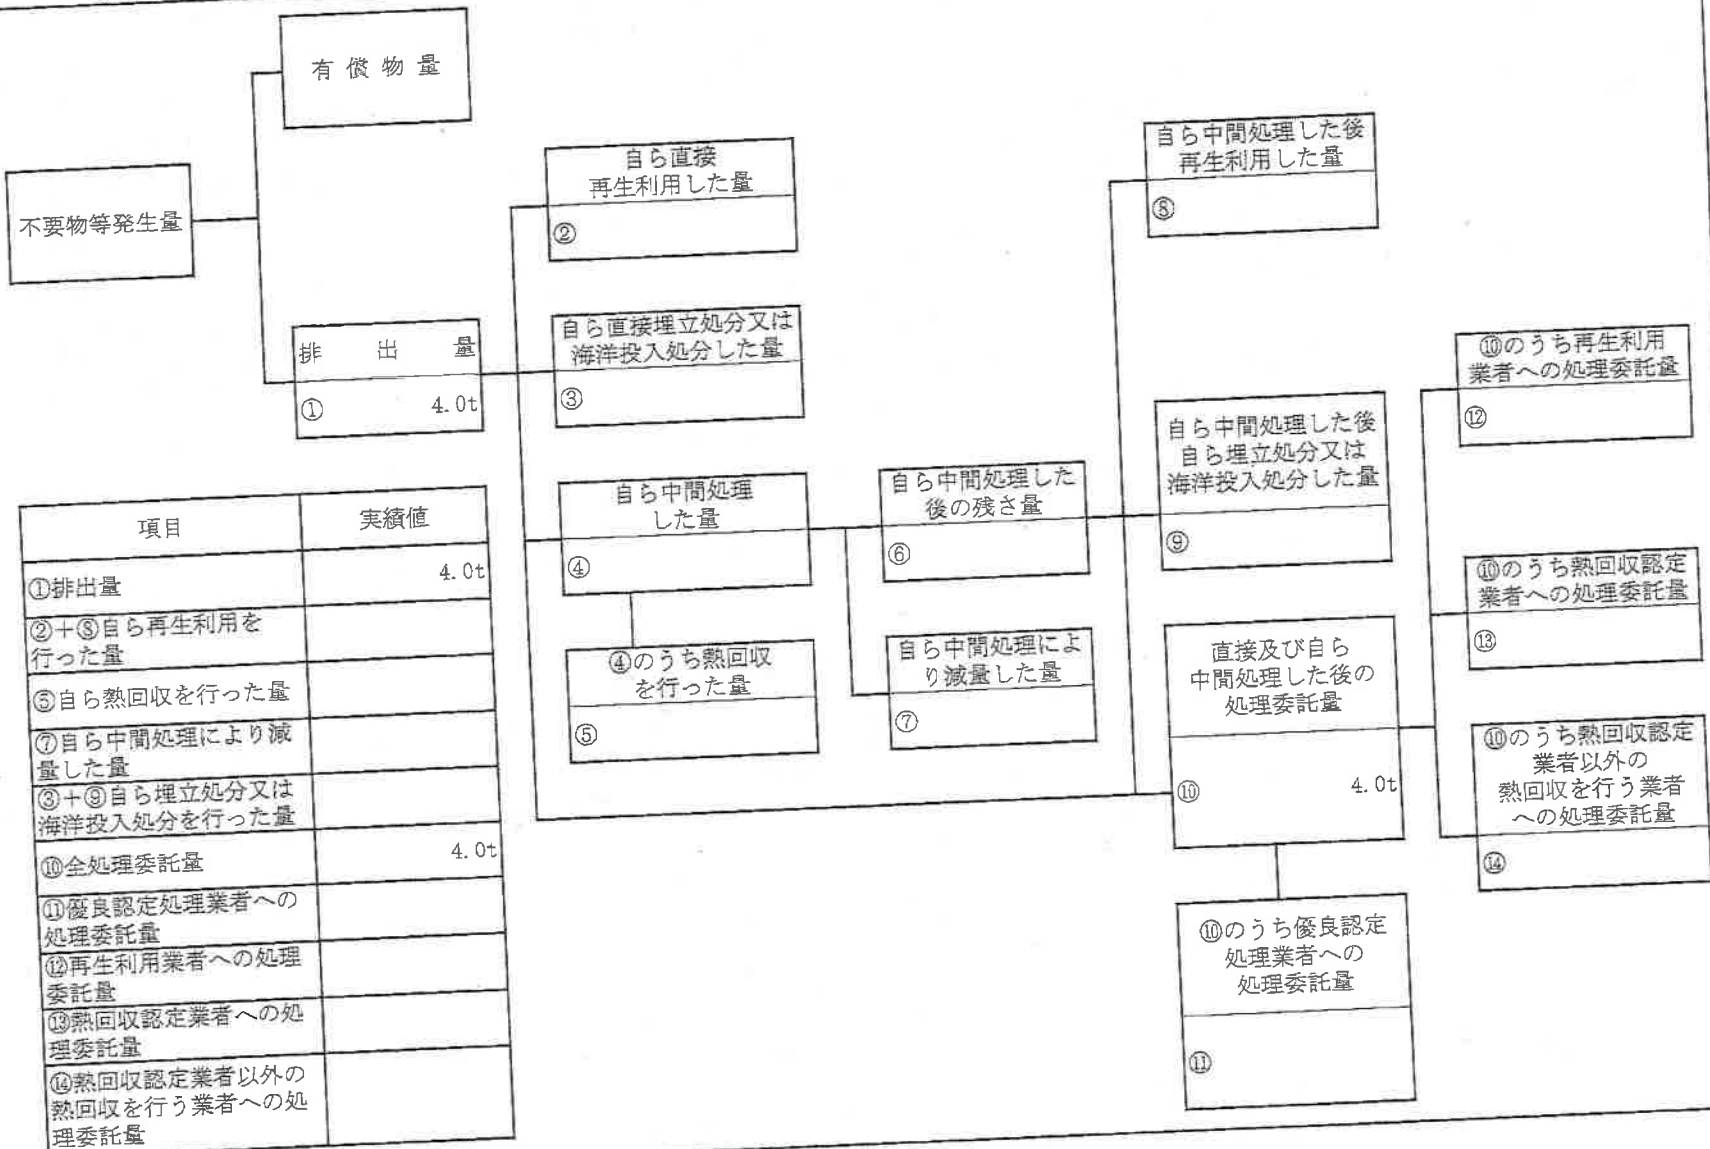 有償物量
不要物等発生量
排出量
① 4.0t
自ら直接
再生利用した量
②
自ら直接埋立処分又は
海洋投入処分した量
③
自ら中間処理
した量
④
④のうち熱回収
を行った量
⑤
自ら中間処理した
後の残さ量
⑥
自ら中間処理によ
り減量した量
⑦
自ら中間処理した後
再生利用した量
⑧
自ら中間処理した後
自ら埋立処分又は
海洋投入処分した量
⑨
直接及び自ら
中間処理した後の
処理委託量
⑩ 4.0t
⑩のうち優良認定
処理業者への
処理委託量
⑪
⑩のうち再生利用
業者への処理委託量
⑫
⑩のうち熱回収認定
業者への処理委託量
⑬
⑩のうち熱回収認定
業者以外の
熱回収を行う業者
への処理委託量
⑭
項目 実績値
①排出量 4.0t
②+⑧自ら再生利用を
行った量
⑤自ら熱回収を行った量
⑦自ら中間処理により減
量した量
③+⑨自ら埋立処分又は
海洋投入処分を行った量
⑩全処理委託量 4.0t
⑪優良認定処理業者への
処理委託量
⑫再生利用業者への処理
委託量
⑬熱回収認定業者への処
理委託量
⑭熱回収認定業者以外の
熱回収を行う業者への処
理委託量